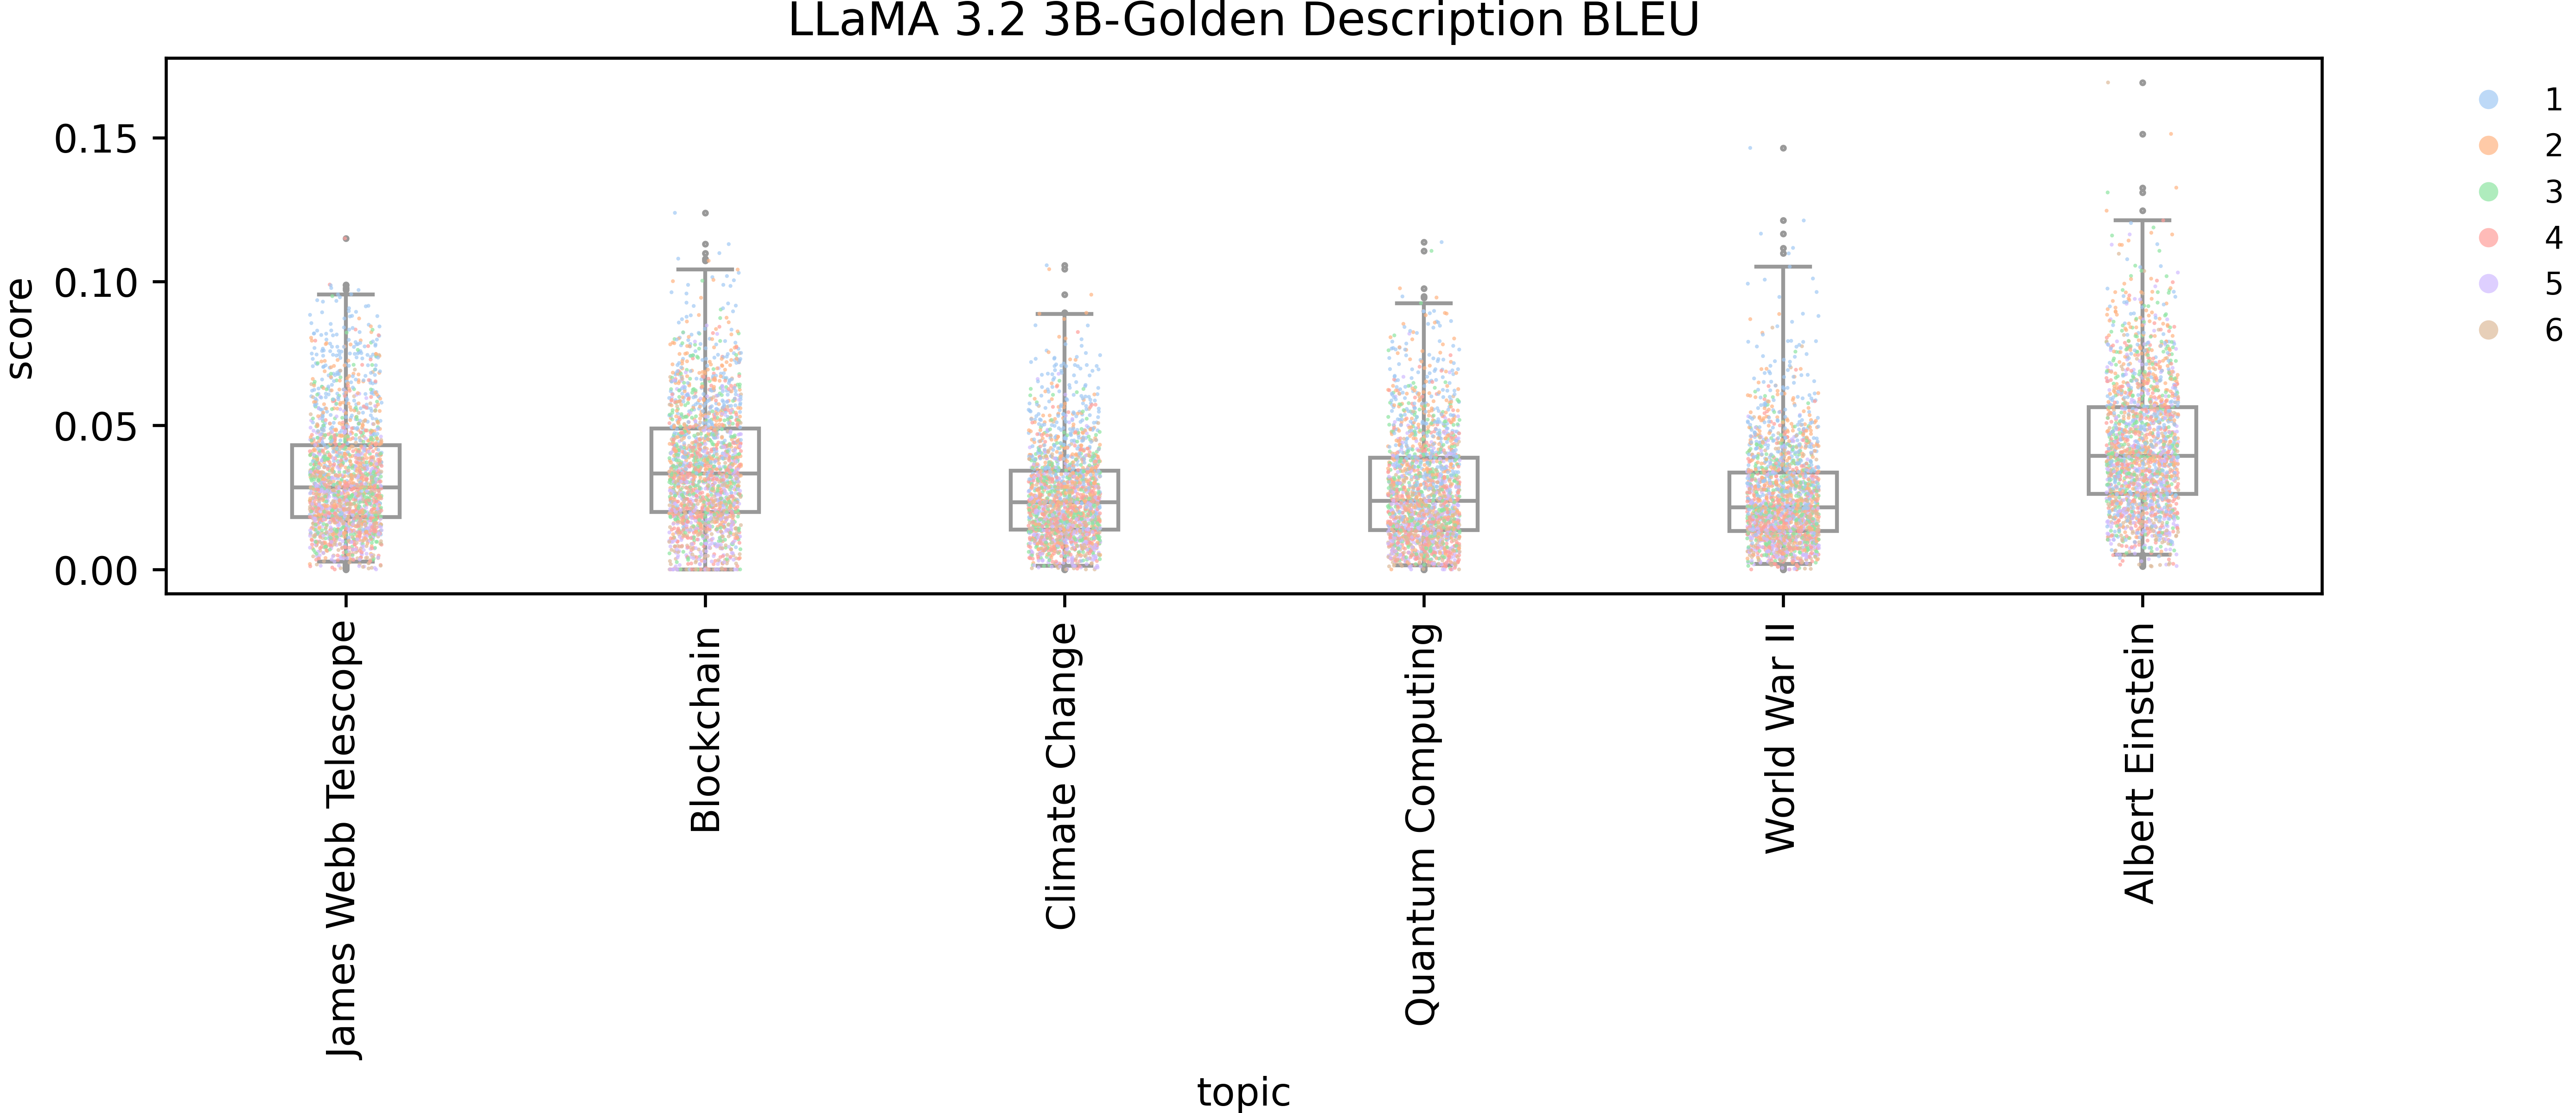 LLaMA 3.2 3B-Golden Description BLEU
score
0.15
0.10
0.05
0.00
James Webb Telescope
Blockchain
Climate Change
Quantum Computing
World War II
Albert Einstein
topic
1
2
3
4
5
6